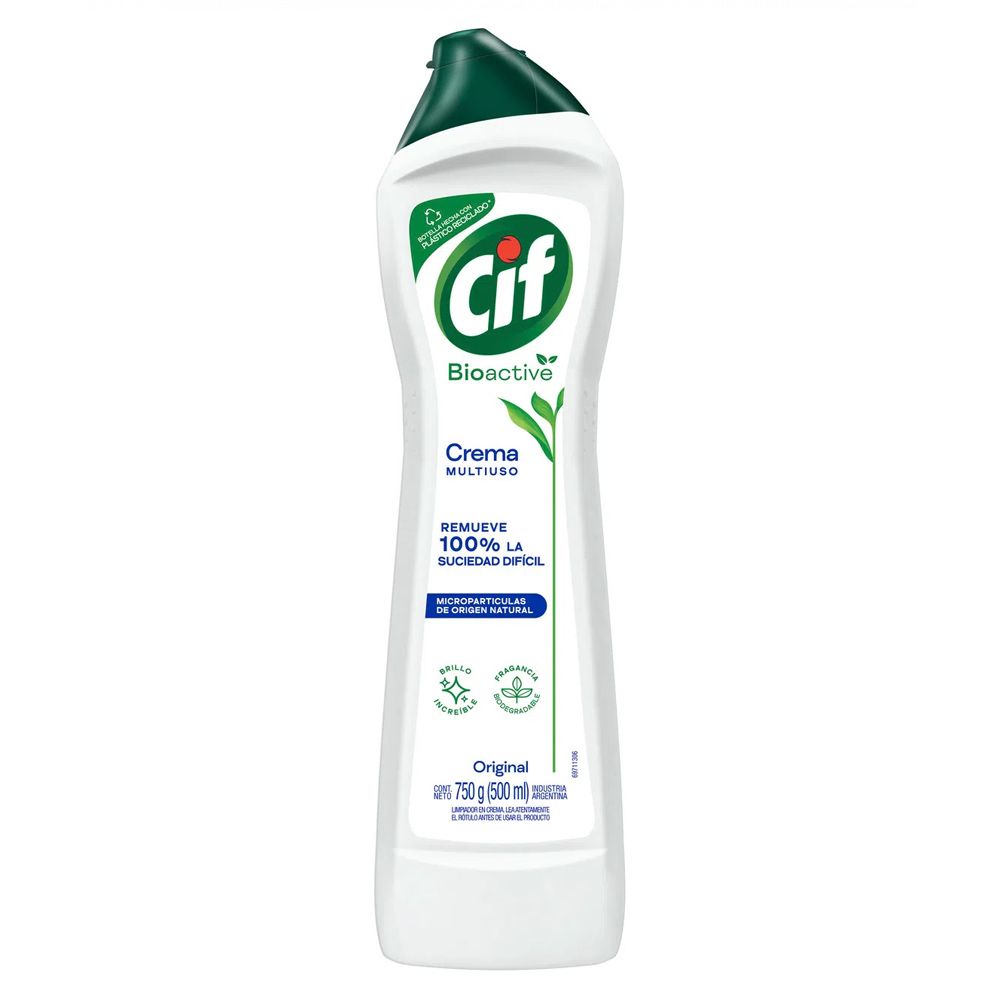 BOTELLA HECHA CON
PLÁSTICO RECICLADO*
Cif
Bioactive
Crema
MULTIUSO
REMUEVE
100% LA
SUCIEDAD DIFÍCIL
MICROPARTICULAS
DE ORIGEN NATURAL
BRILLO
INCREÍBLE
FRAGANCIA
BIODEGRADABLE
Original
69711306
CONT. NETO 750 g (500 ml) INDUSTRIA ARGENTINA
LIMPIADOR EN CREMA. LEA ATENTAMENTE
EL RÓTULO ANTES DE USAR EL PRODUCTO